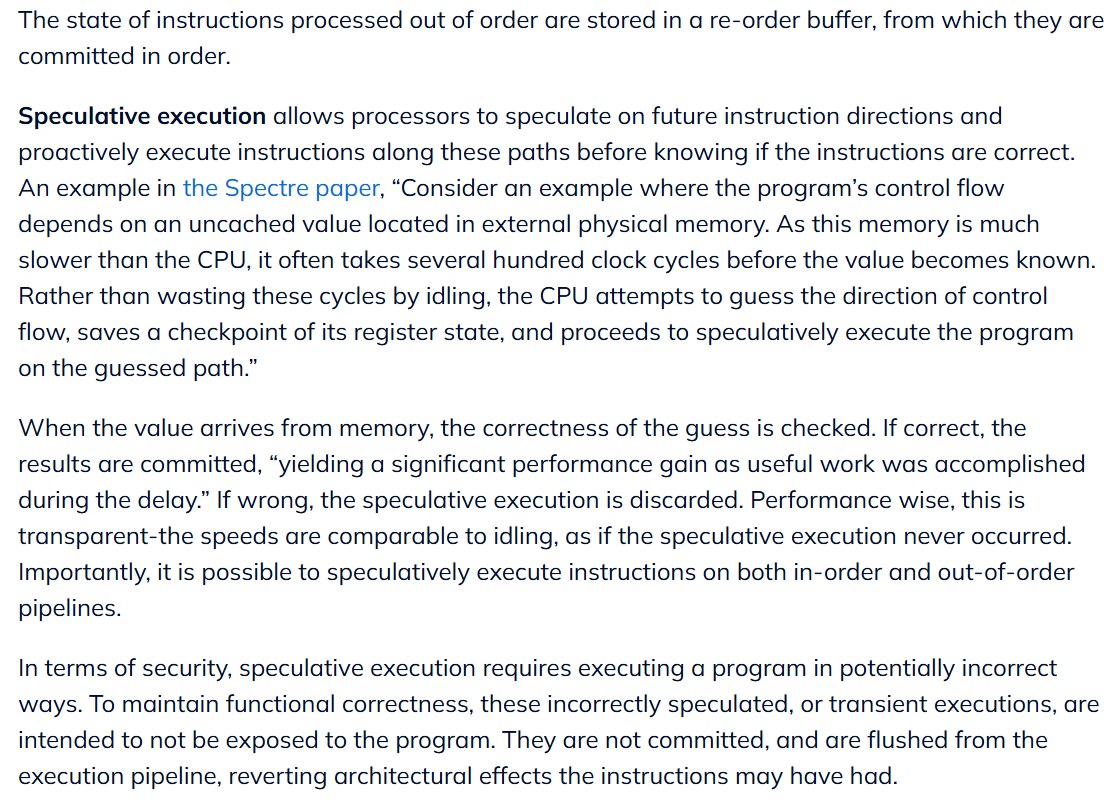 The state of instructions processed out of order are stored in a re-order buffer, from which they are
committed in order.
Speculative execution allows processors to speculate on future instruction directions and
proactively execute instructions along these paths before knowing if the instructions are correct.
An example in the Spectre paper, “Consider an example where the program’s control flow
depends on an uncached value located in external physical memory. As this memory is much
slower than the CPU, it often takes several hundred clock cycles before the value becomes known.
Rather than wasting these cycles by idling, the CPU attempts to guess the direction of control
flow, saves a checkpoint of its register state, and proceeds to speculatively execute the program
on the guessed path.”
When the value arrives from memory, the correctness of the guess is checked. If correct, the
results are committed, “yielding a significant performance gain as useful work was accomplished
during the delay.” If wrong, the speculative execution is discarded. Performance wise, this is
transparent-the speeds are comparable to idling, as if the speculative execution never occurred.
Importantly, it is possible to speculatively execute instructions on both in-order and out-of-order
pipelines.
In terms of security, speculative execution requires executing a program in potentially incorrect
ways. To maintain functional correctness, these incorrectly speculated, or transient executions, are
intended to not be exposed to the program. They are not committed, and are flushed from the
execution pipeline, reverting architectural effects the instructions may have had.